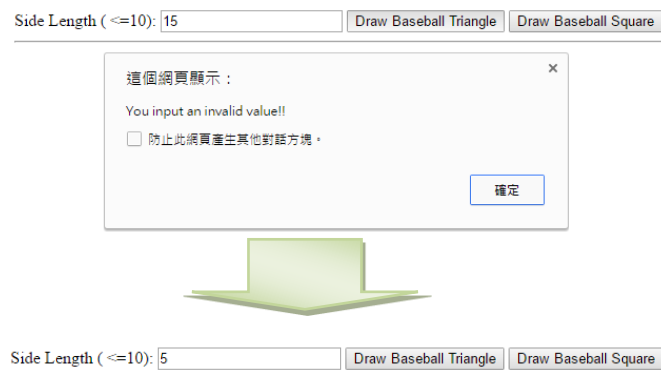 Side Length ( <=10): 15 Draw Baseball Triangle Draw Baseball Square
這個網頁顯示：
You input an invalid value!!
防止此網頁產生其他對話方塊。
確定
Side Length ( <=10): 5 Draw Baseball Triangle Draw Baseball Square